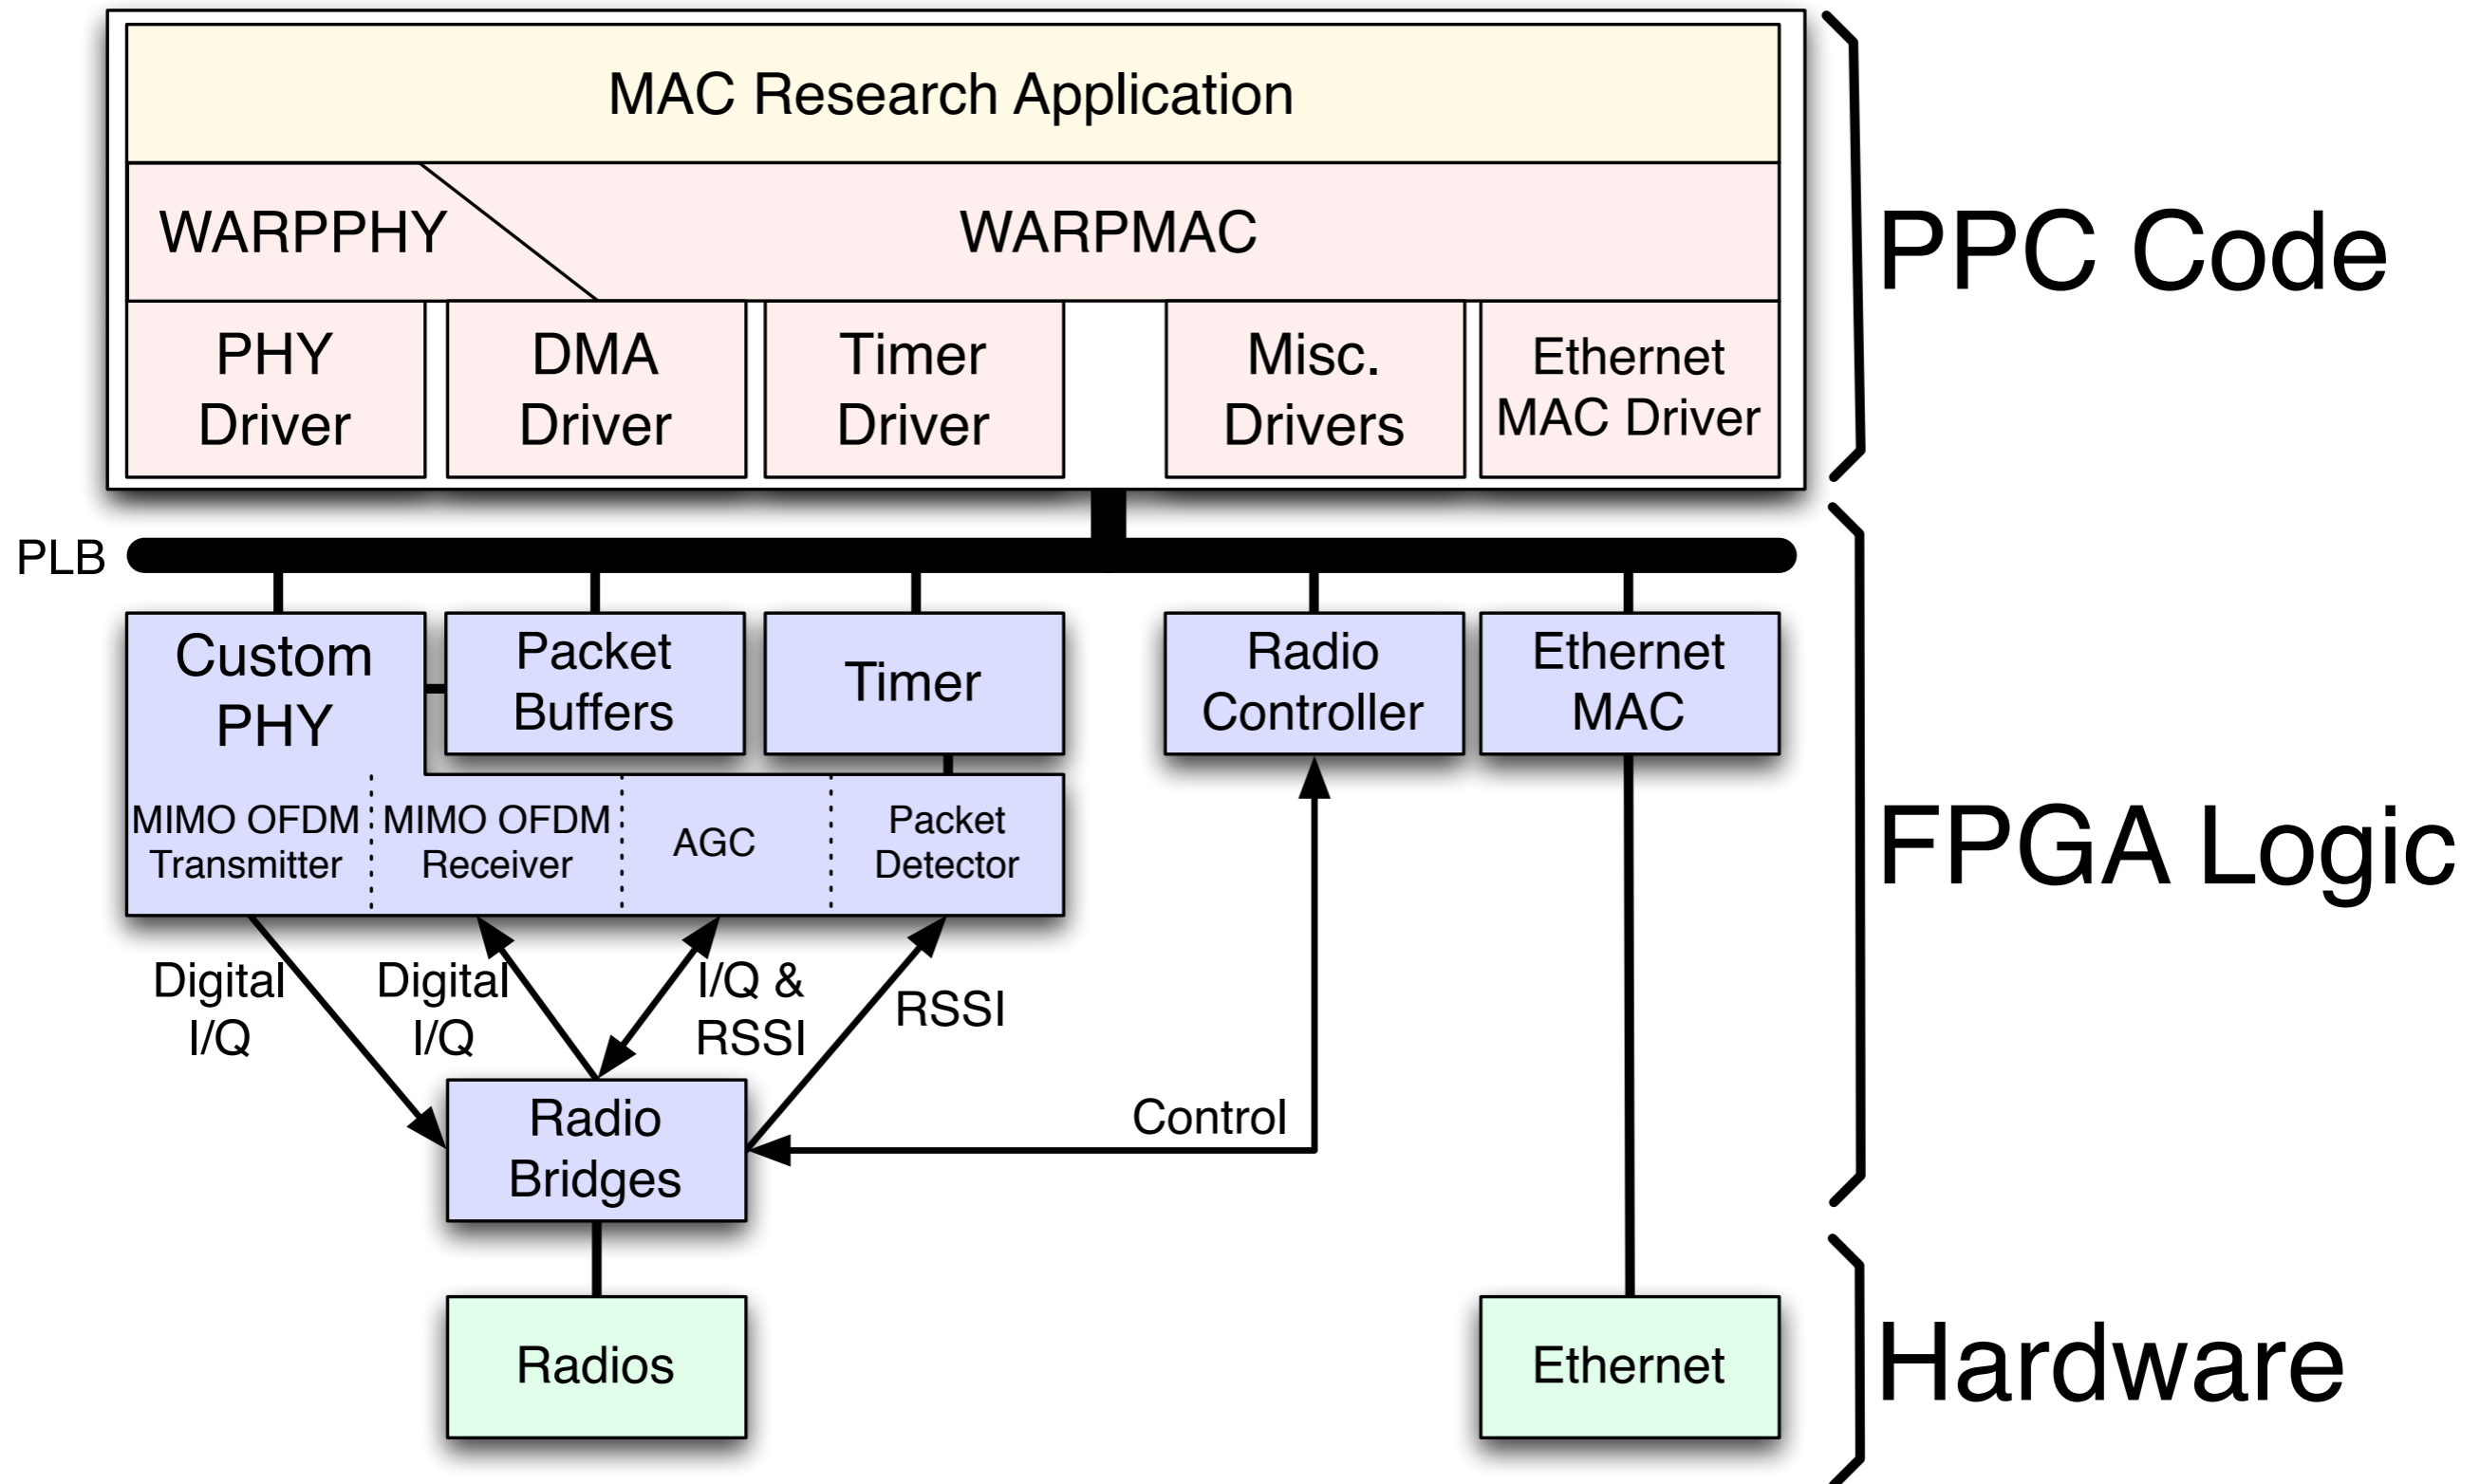 MAC Research Application
WARPPHY
WARPMAC
PHY
Driver
DMA
Driver
Timer
Driver
Misc.
Drivers
Ethernet
MAC Driver
PPC Code
PLB
Custom
PHY
Packet
Buffers
Timer
Radio
Controller
Ethernet
MAC
MIMO OFDM
Transmitter
MIMO OFDM
Receiver
AGC
Packet
Detector
FPGA Logic
Digital
I/Q
Digital
I/Q
I/Q &
RSSI
RSSI
Control
Radio
Bridges
Radios
Ethernet
Hardware